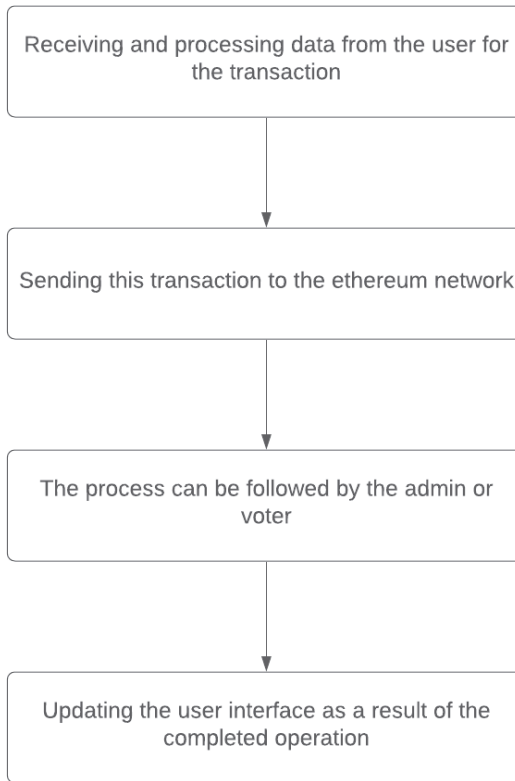 Receiving and processing data from the user for
the transaction
Sending this transaction to the ethereum network
The process can be followed by the admin or
voter
Updating the user interface as a result of the
completed operation